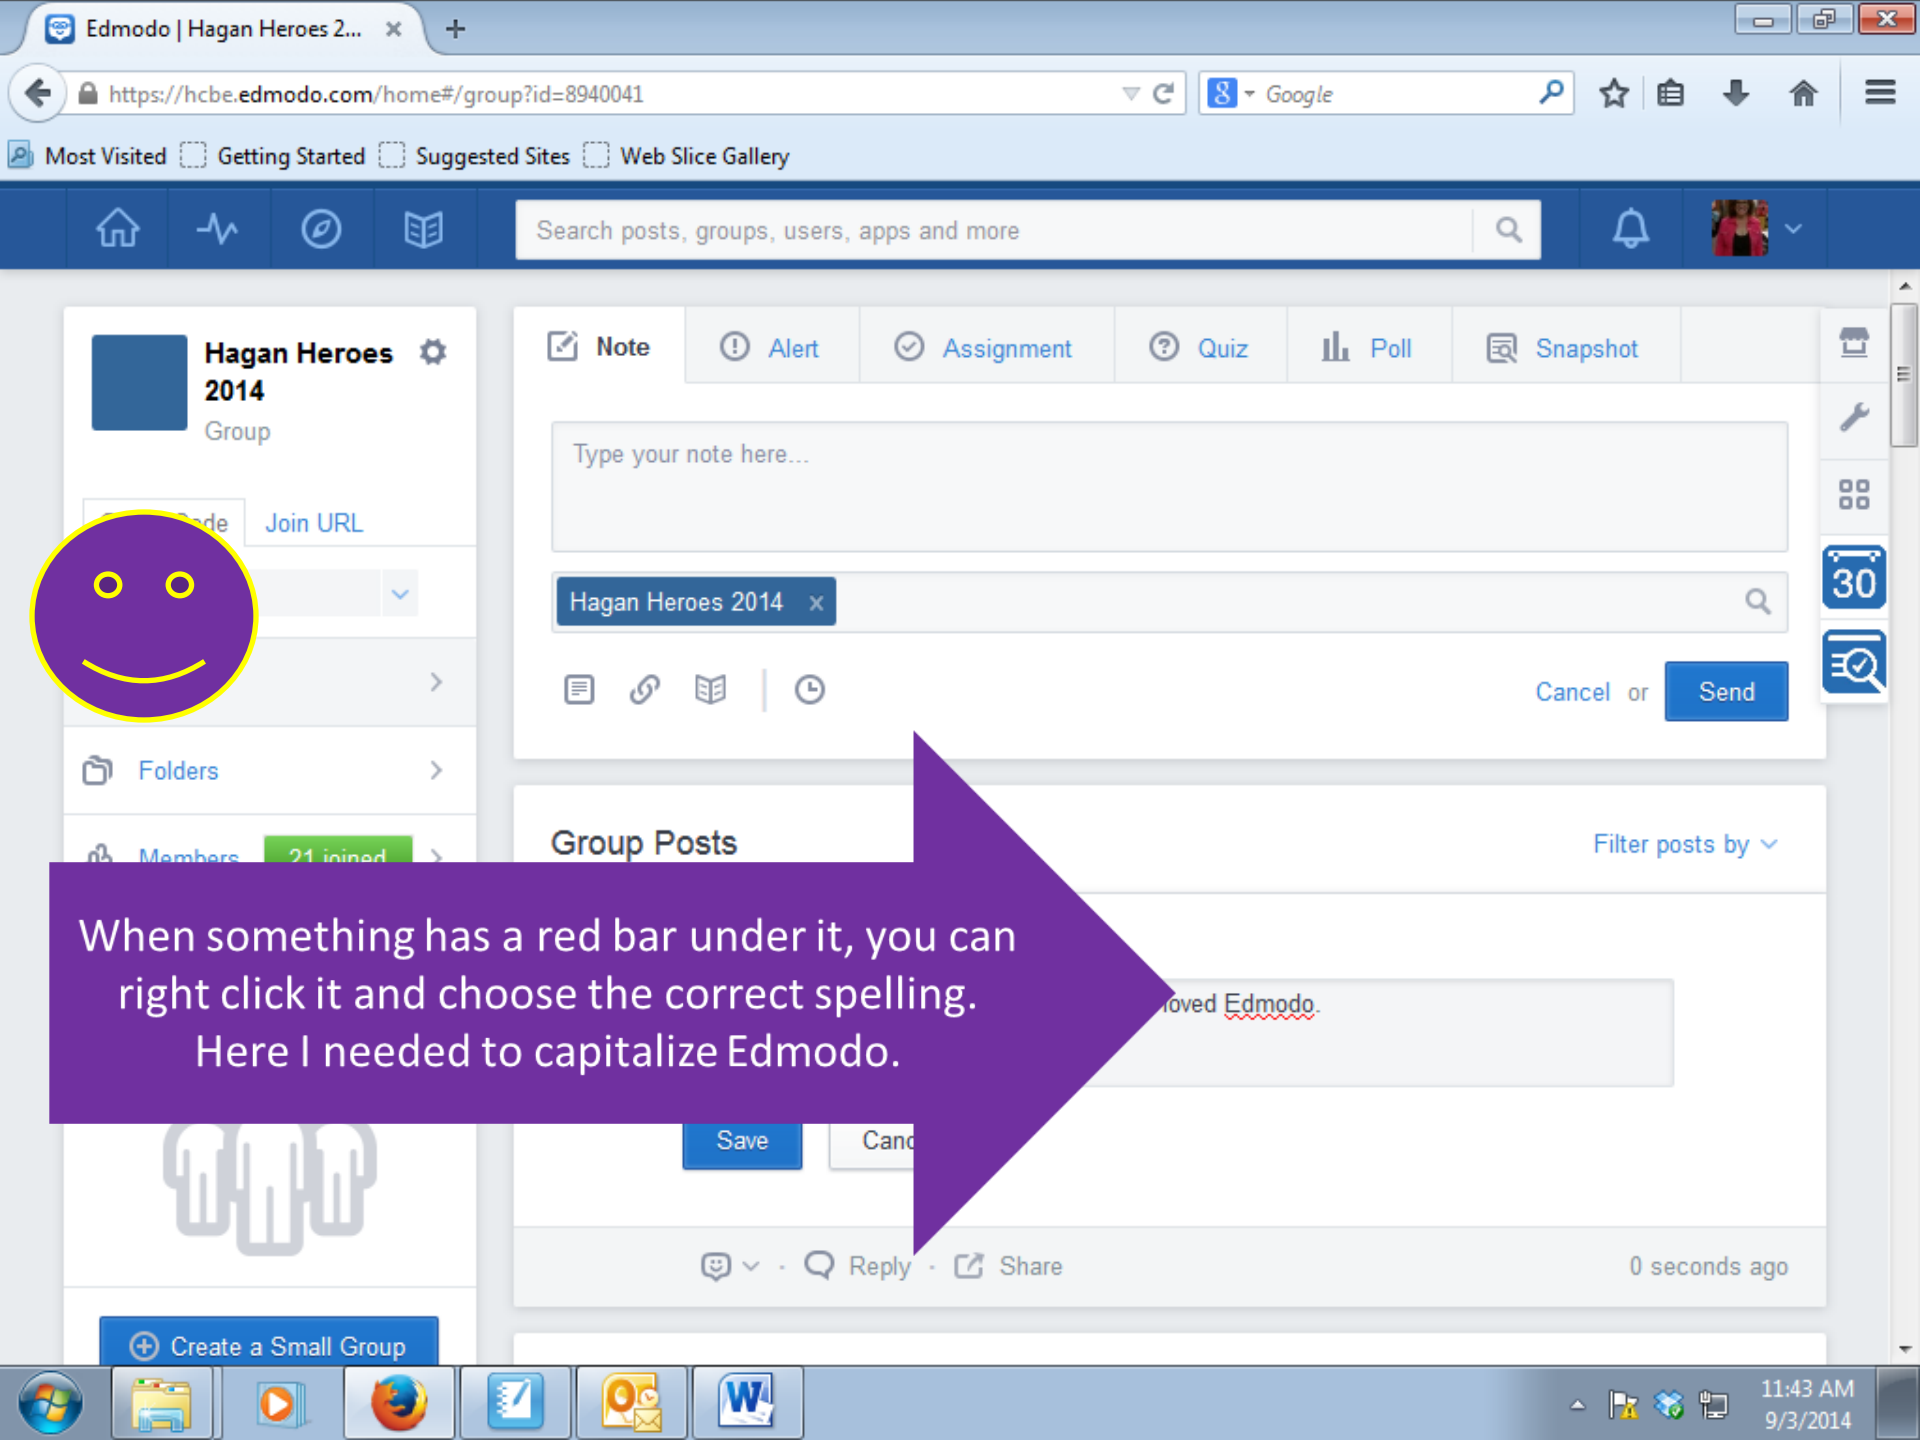 Edmodo | Hagan Heroes 2...
https://hcbe.edmodo.com/home#/group?id=8940041
Google
Most Visited Getting Started Suggested Sites Web Slice Gallery
Search posts, groups, users, apps and more
Hagan Heroes
2014
Group
Join URL
Folders
Members 21 joined
Create a Small Group
Note Alert Assignment Quiz Poll Snapshot
Type your note here...
Hagan Heroes 2014
Cancel or Send
30
Group Posts
Filter posts by
When something has a red bar under it, you can
right click it and choose the correct spelling.
Here I needed to capitalize Edmodo.
loved Edmodo.
Save
Reply Share
0 seconds ago
11:43 AM
9/3/2014